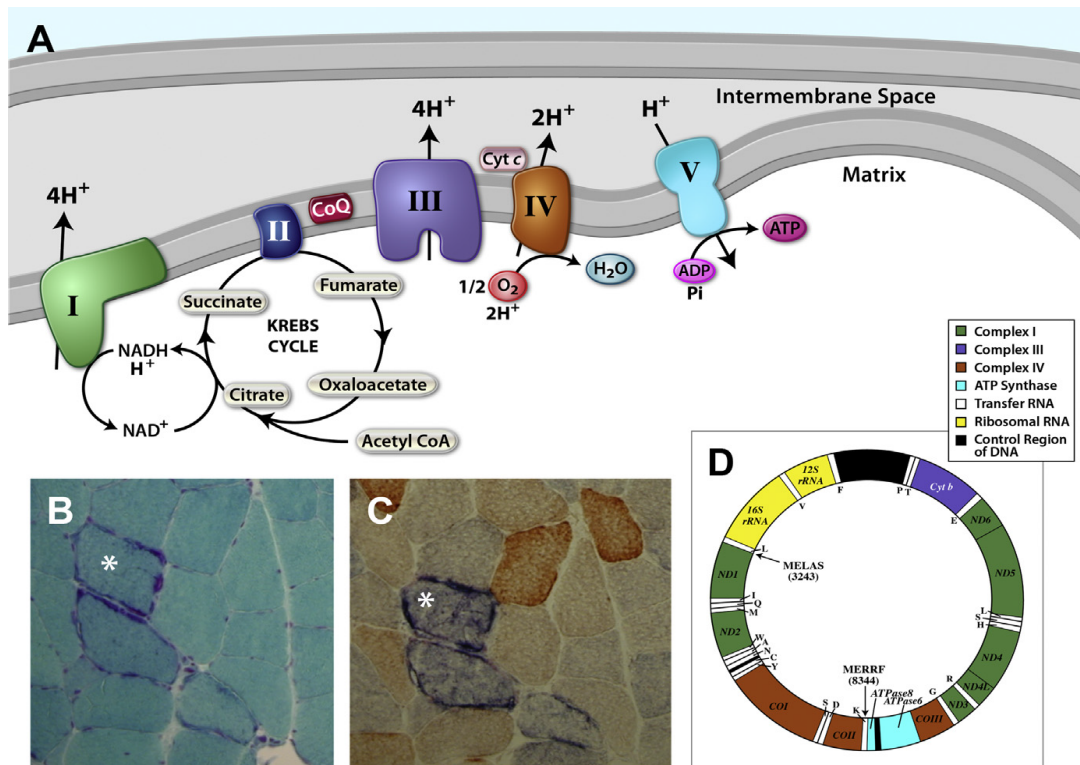 A
4H⁺
2H⁺
H⁺
Intermembrane Space
Cyt c
4H⁺
CoQ
III
IV
V
Matrix
II
I
ATP
H₂O
ADP
Pi
1/2 O₂
2H⁺
Succinate
Fumarate
KREBS
CYCLE
NADH
H⁺
Citrate
Oxaloacetate
NAD⁺
Acetyl CoA
Complex I
Complex III
Complex IV
ATP Synthase
Transfer RNA
Ribosomal RNA
Control Region
of DNA
B
*
C
*
D
12S
rRNA
F
P T
Cyt b
16S
rRNA
V
E
ND6
L
MELAS
(3243)
ND5
ND1
I
Q
M
L
S
H
ND2
W
A
N
C
Y
ND4
MERRF
(8344)
ATPase8
ATPase6
R
G
ND4L
ND3
COI
S D
K
COII
COIII